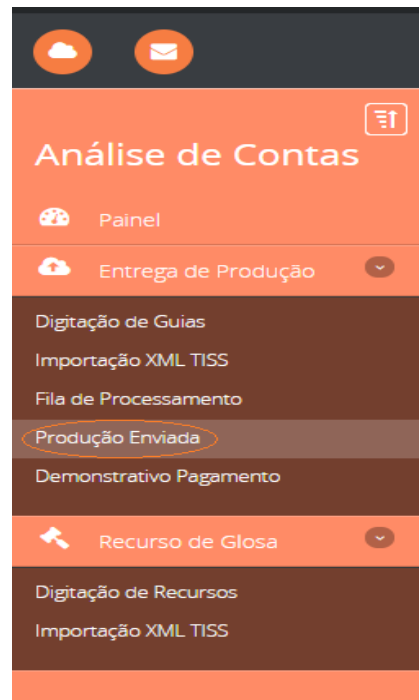 Análise de Contas
Painel
Entrega de Produção
Digitação de Guias
Importação XML TISS
Fila de Processamento
Produção Enviada
Demonstrativo Pagamento
Recurso de Glosa
Digitação de Recursos
Importação XML TISS